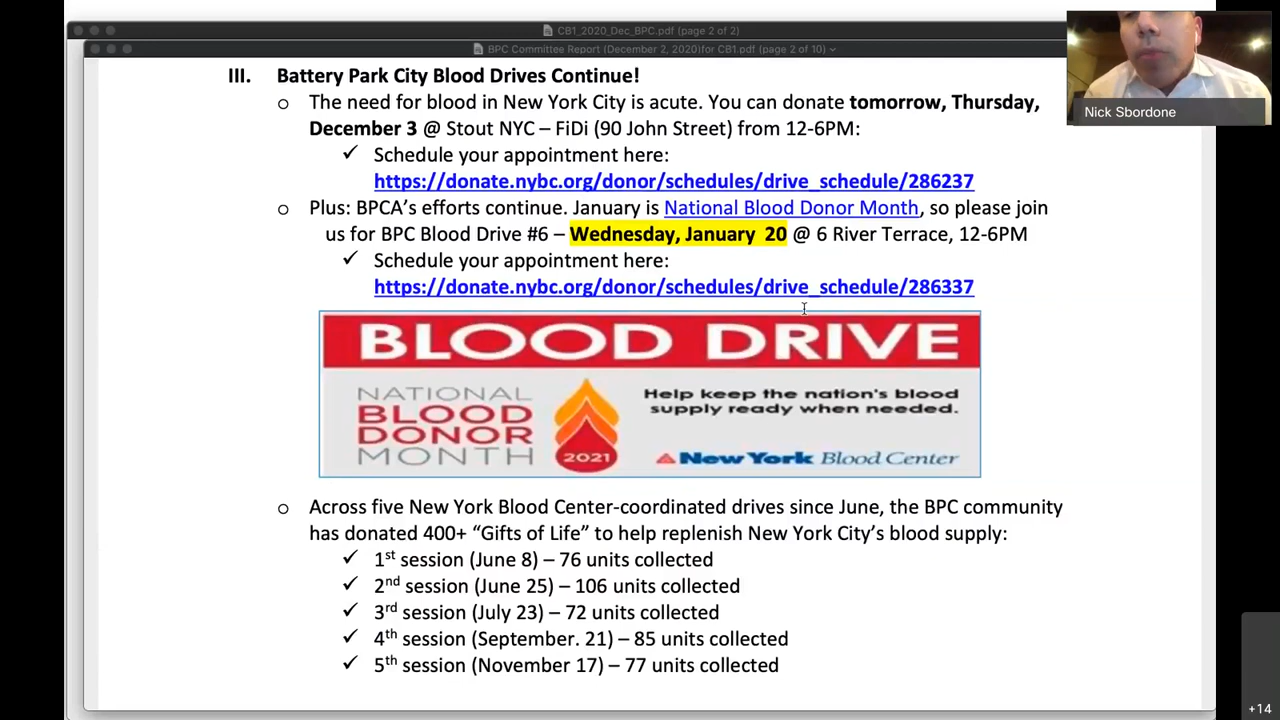 CB1_2020_Dec_BPC.pdf (page 2 of 2)
BPC Committee Report (December 2, 2020)for CB1.pdf (page 2 of 10)
Nick Sbordone
III. Battery Park City Blood Drives Continue!
o The need for blood in New York City is acute. You can donate tomorrow, Thursday,
December 3 @ Stout NYC – FiDi (90 John Street) from 12-6PM:
✓ Schedule your appointment here:
https://donate.nybc.org/donor/schedules/drive_schedule/286237
o Plus: BPCA’s efforts continue. January is National Blood Donor Month, so please join
us for BPC Blood Drive #6 – Wednesday, January 20 @ 6 River Terrace, 12-6PM
✓ Schedule your appointment here:
https://donate.nybc.org/donor/schedules/drive_schedule/286337
BLOOD DRIVE
NATIONAL
BLOOD
DONOR
MONTH
2021
Help keep the nation's blood
supply ready when needed.
New York Blood Center
o Across five New York Blood Center-coordinated drives since June, the BPC community
has donated 400+ “Gifts of Life” to help replenish New York City’s blood supply:
✓ 1st session (June 8) – 76 units collected
✓ 2nd session (June 25) – 106 units collected
✓ 3rd session (July 23) – 72 units collected
✓ 4th session (September. 21) – 85 units collected
✓ 5th session (November 17) – 77 units collected
+14